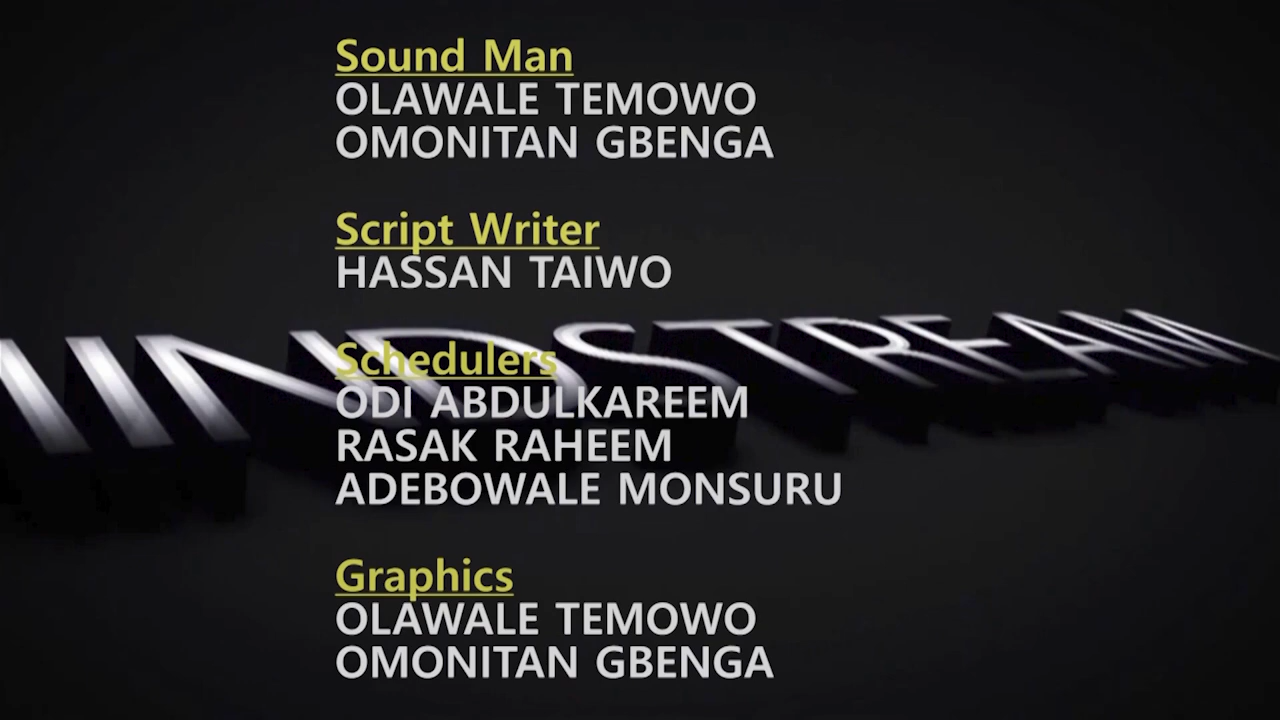 Sound Man
OLAWALE TEMOWO
OMONITAN GBENGA
Script Writer
HASSAN TAIWO
MINDSTREAM
Schedulers
ODI ABDULKAREEM
RASAK RAHEEM
ADEBOWALE MONSURU
Graphics
OLAWALE TEMOWO
OMONITAN GBENGA